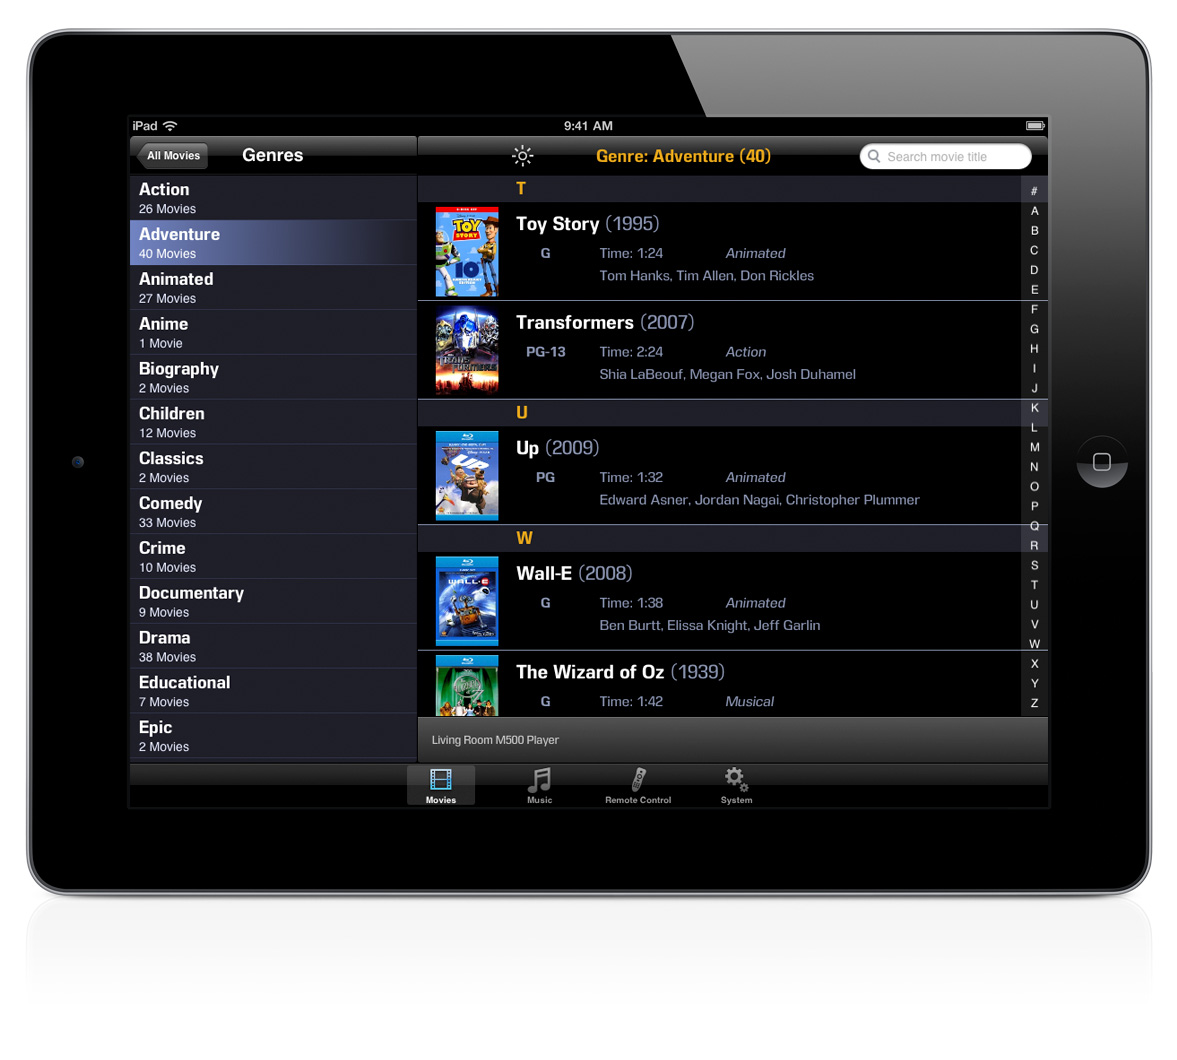 iPad
9:41 AM
All Movies
Genres
Genre: Adventure (40)
Search movie title
Action
26 Movies
Adventure
40 Movies
Animated
27 Movies
Anime
1 Movie
Biography
2 Movies
Children
12 Movies
Classics
2 Movies
Comedy
33 Movies
Crime
10 Movies
Documentary
9 Movies
Drama
38 Movies
Educational
7 Movies
Epic
2 Movies
T
TOY STORY
10
Toy Story (1995)
G Time: 1:24 Animated
Tom Hanks, Tim Allen, Don Rickles
TRANSFORMERS
Transformers (2007)
PG-13 Time: 2:24 Action
Shia LaBeouf, Megan Fox, Josh Duhamel
U
UP
Up (2009)
PG Time: 1:32 Animated
Edward Asner, Jordan Nagai, Christopher Plummer
W
WALL-E
Wall-E (2008)
G Time: 1:38 Animated
Ben Burtt, Elissa Knight, Jeff Garlin
The Wizard of Oz (1939)
G Time: 1:42 Musical
#
A
B
C
D
E
F
G
H
I
J
K
L
M
N
O
P
Q
R
S
T
U
V
W
X
Y
Z
Living Room M500 Player
Movies
Music
Remote Control
System